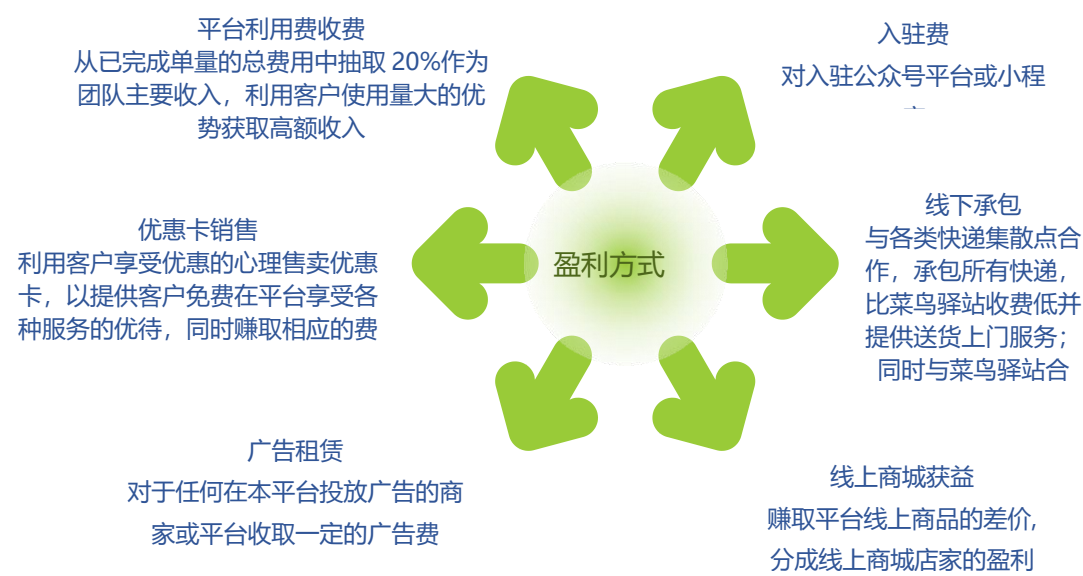 平台利用费收费
从已完成单量的总费用中抽取 20%作为
团队主要收入，利用客户使用量大的优
势获取高额收入
入驻费
对入驻公众号平台或小程
优惠卡销售
利用客户享受优惠的心理售卖优惠
卡，以提供客户免费在平台享受各
种服务的优待，同时赚取相应的费
盈利方式
线下承包
与各类快递集散点合
作，承包所有快递，
比菜鸟驿站收费低并
提供送货上门服务；
同时与菜鸟驿站合
广告租赁
对于任何在本平台投放广告的商
家或平台收取一定的广告费
线上商城获益
赚取平台线上商品的差价,
分成线上商城店家的盈利